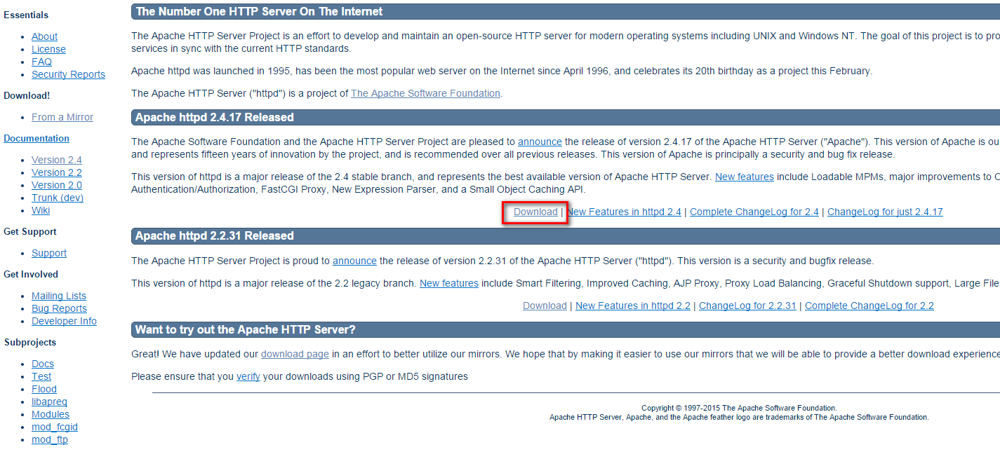 Essentials
About
License
FAQ
Security Reports
Download!
From a Mirror
Documentation
Version 2.4
Version 2.2
Version 2.0
Trunk (dev)
Wiki
Get Support
Support
Get Involved
Mailing Lists
Bug Reports
Developer Info
Subprojects
Docs
Test
Flood
libapreq
Modules
mod_fcgid
mod_ftp
The Number One HTTP Server On The Internet
The Apache HTTP Server Project is an effort to develop and maintain an open-source HTTP server for modern operating systems including UNIX and Windows NT. The goal of this project is to pro
services in sync with the current HTTP standards.
Apache httpd was launched in 1995, has been the most popular web server on the Internet since April 1996, and celebrates its 20th birthday as a project this February.
The Apache HTTP Server ("httpd") is a project of The Apache Software Foundation.
Apache httpd 2.4.17 Released
The Apache Software Foundation and the Apache HTTP Server Project are pleased to announce the release of version 2.4.17 of the Apache HTTP Server ("Apache"). This version of Apache is ou
and represents fifteen years of innovation by the project, and is recommended over all previous releases. This version of Apache is principally a security and bug fix release.
This version of httpd is a major release of the 2.4 stable branch, and represents the best available version of Apache HTTP Server. New features include Loadable MPMs, major improvements to O
Authentication/Authorization, FastCGI Proxy, New Expression Parser, and a Small Object Caching API.
Download | New Features in httpd 2.4 | Complete ChangeLog for 2.4 | ChangeLog for just 2.4.17
Apache httpd 2.2.31 Released
The Apache HTTP Server Project is proud to announce the release of version 2.2.31 of the Apache HTTP Server ("httpd"). This version is a security and bugfix release.
This version of httpd is a major release of the 2.2 legacy branch. New features include Smart Filtering, Improved Caching, AJP Proxy, Proxy Load Balancing, Graceful Shutdown support, Large File
Download | New Features in httpd 2.2 | ChangeLog for 2.2.31 | Complete ChangeLog for 2.2
Want to try out the Apache HTTP Server?
Great! We have updated our download page in an effort to better utilize our mirrors. We hope that by making it easier to use our mirrors that we will be able to provide a better download experience
Please ensure that you verify your downloads using PGP or MD5 signatures
Copyright © 1997-2015 The Apache Software Foundation.
Apache HTTP Server, Apache, and the Apache feather logo are trademarks of The Apache Software Foundation.